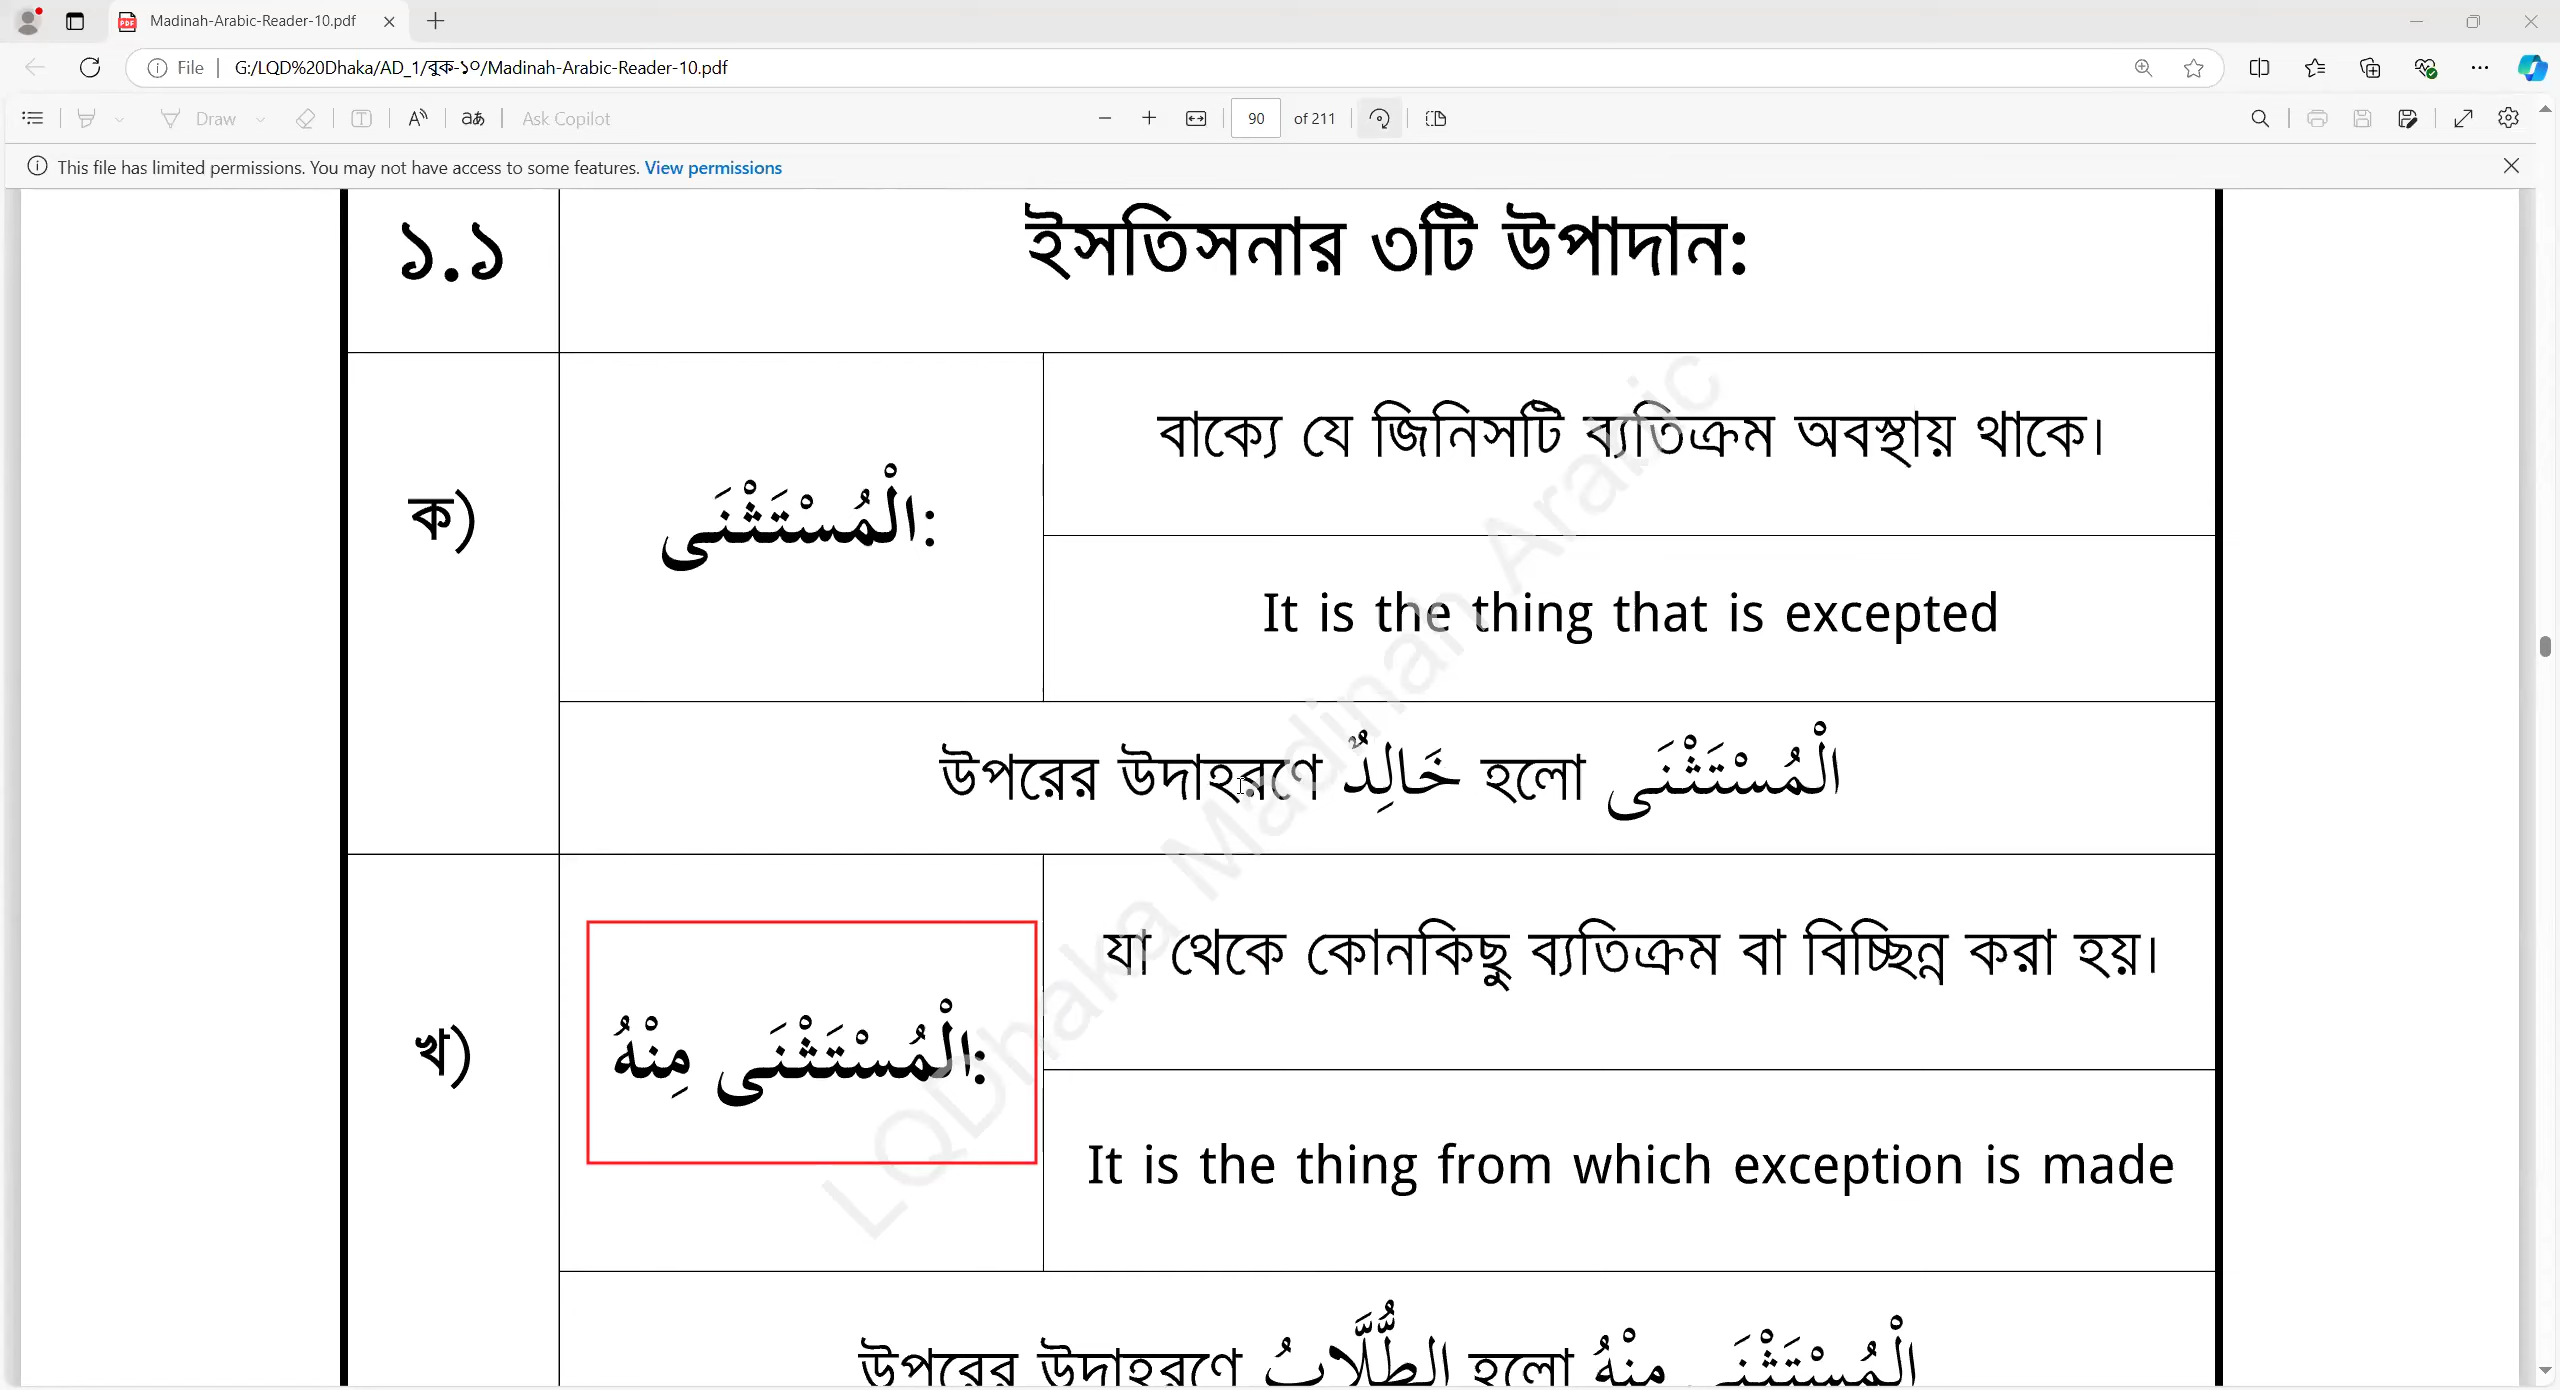 Madinah-Arabic-Reader-10.pdf
File
G:/LQD%20Dhaka/AD_1/বুক-১০/Madinah-Arabic-Reader-10.pdf
Draw
Ask Copilot
90 of 211
This file has limited permissions. You may not have access to some features. View permissions
১.১ ইসতিসনার ৩টি উপাদান:
ক)
الْمُسْتَثْنَى:
বাক্যে যে জিনিসটি ব্যতিক্রম অবস্থায় থাকে।
It is the thing that is excepted
উপরের উদাহরণে خَالِدٌ হলো الْمُسْتَثْنَى
খ)
الْمُسْتَثْنَى مِنْهُ:
যা থেকে কোনকিছু ব্যতিক্রম বা বিচ্ছিন্ন করা হয়।
It is the thing from which exception is made
উপরের উদাহরণে الطُّلَّابُ হলো الْمُسْتَثْنَى مِنْهُ
LQDhaka Madinah Arabic